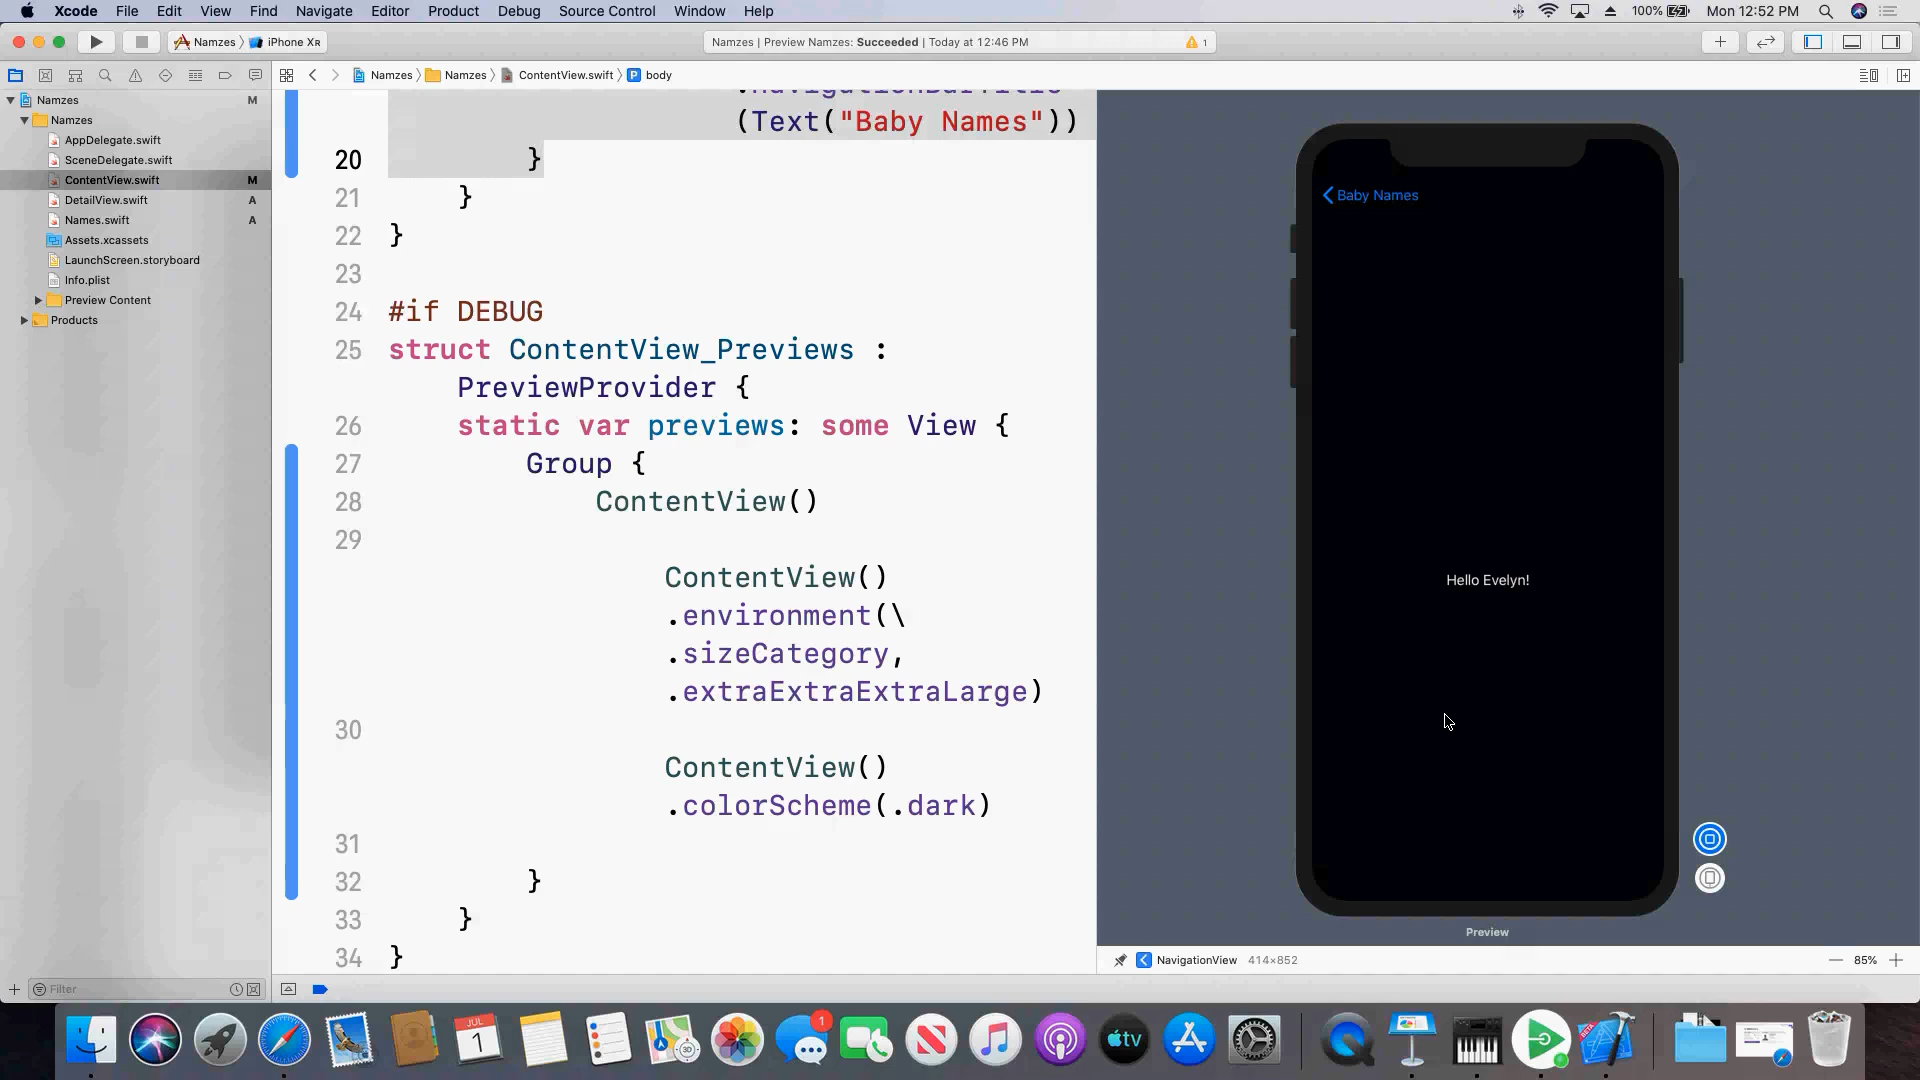 Xcode File Edit View Find Navigate Editor Product Debug Source Control Window Help
100% Mon 12:52 PM
Namzes iPhone XR
Namzes | Preview Namzes: Succeeded | Today at 12:46 PM
1
Namzes Namzes ContentView.swift P body
Namzes M
Namzes
AppDelegate.swift
SceneDelegate.swift
ContentView.swift M
DetailView.swift A
Names.swift A
Assets.xcassets
LaunchScreen.storyboard
Info.plist
Preview Content
Products
Filter
.navigationBarTitle
(Text("Baby Names"))
20 }
21 }
22 }
23
24 #if DEBUG
25 struct ContentView_Previews :
PreviewProvider {
26 static var previews: some View {
27 Group {
28 ContentView()
29
ContentView()
.environment(\
.sizeCategory,
.extraExtraExtraLarge)
30
ContentView()
.colorScheme(.dark)
31
32 }
33 }
34 }
Baby Names
Hello Evelyn!
Preview
NavigationView 414×852
85%
JUL
1
3D
1
tv
BETA